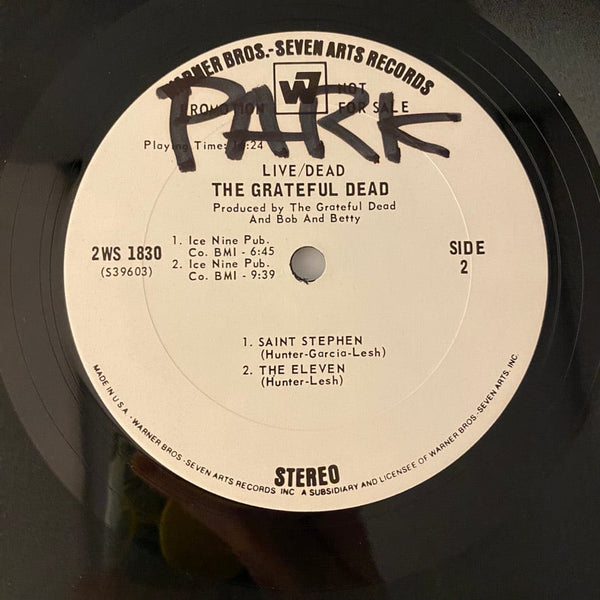 WARNER BROS.-SEVEN ARTS RECORDS
W7
PARK
PROMOTION NOT
FOR SALE
Playing Time: :24
LIVE/DEAD
THE GRATEFUL DEAD
Produced by The Grateful Dead
And Bob And Betty
2WS 1830
(S39603)
1. Ice Nine Pub.
Co. BMI - 6:45
2. Ice Nine Pub.
Co. BMI - 9:39
SIDE
2
1. SAINT STEPHEN
(Hunter-Garcia-Lesh)
2. THE ELEVEN
(Hunter-Lesh)
STEREO
MADE IN U.S.A. • WARNER BROS.-SEVEN ARTS RECORDS INC. A SUBSIDIARY AND LICENSEE OF WARNER BROS.-SEVEN ARTS, INC.